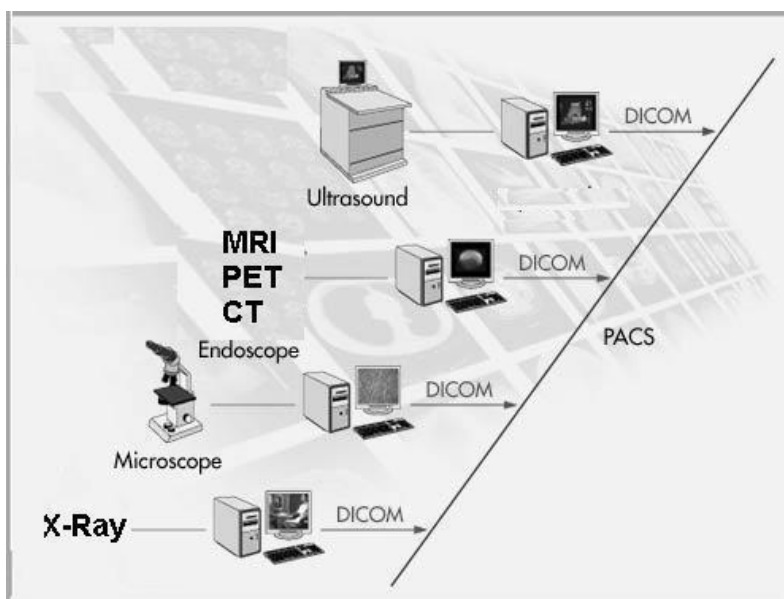 DICOM
Ultrasound
MRI
PET
CT
DICOM
Endoscope
PACS
DICOM
Microscope
X-Ray
DICOM